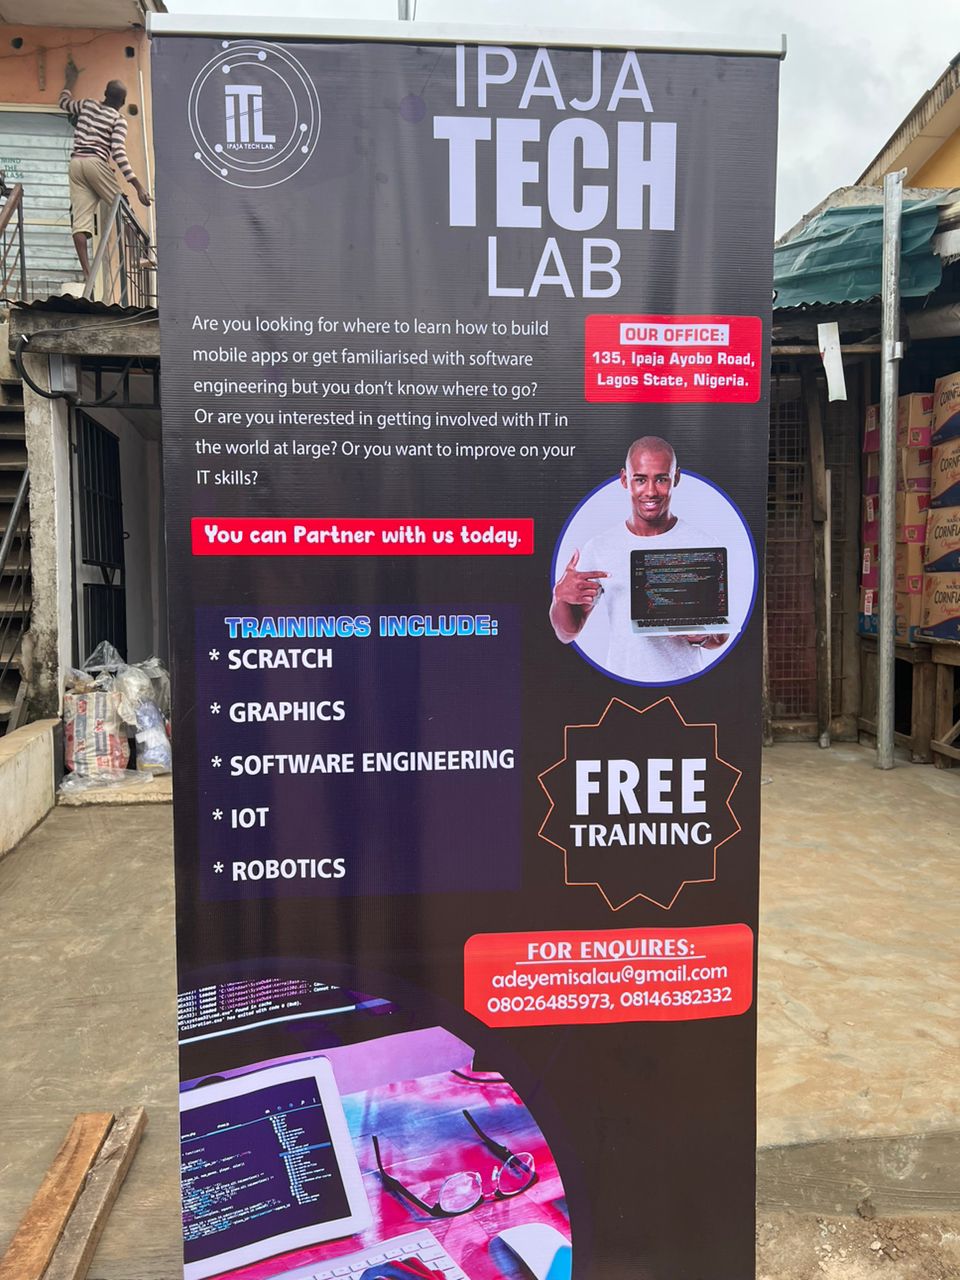 ITL
IPAJA TECH LAB.
IPAJA
TECH
LAB
Are you looking for where to learn how to build
mobile apps or get familiarised with software
engineering but you don't know where to go?
Or are you interested in getting involved with IT in
the world at large? Or you want to improve on your
IT skills?
OUR OFFICE:
135, Ipaja Ayobo Road,
Lagos State, Nigeria.
You can Partner with us today.
TRAININGS INCLUDE:
* SCRATCH
* GRAPHICS
* SOFTWARE ENGINEERING
* IOT
* ROBOTICS
FREE
TRAINING
FOR ENQUIRES:
adeyemisalau@gmail.com
08026485973, 08146382332
MIND
THE
GLASS
CORNFLA